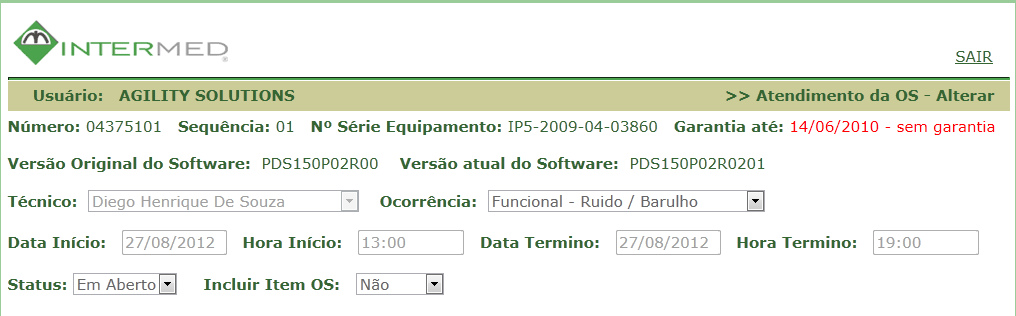 INTERMED®
SAIR
Usuário: AGILITY SOLUTIONS >> Atendimento da OS - Alterar
Número: 04375101 Sequência: 01 Nº Série Equipamento: IP5-2009-04-03860 Garantia até: 14/06/2010 - sem garantia
Versão Original do Software: PDS150P02R00 Versão atual do Software: PDS150P02R0201
Técnico: Diego Henrique De Souza Ocorrência: Funcional - Ruido / Barulho
Data Início: 27/08/2012 Hora Início: 13:00 Data Termino: 27/08/2012 Hora Termino: 19:00
Status: Em Aberto Incluir Item OS: Não